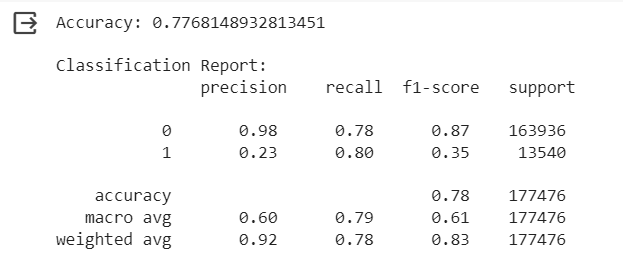 Accuracy: 0.7768148932813451
Classification Report:
precision recall f1-score support
0 0.98 0.78 0.87 163936
1 0.23 0.80 0.35 13540
accuracy 0.78 177476
macro avg 0.60 0.79 0.61 177476
weighted avg 0.92 0.78 0.83 177476